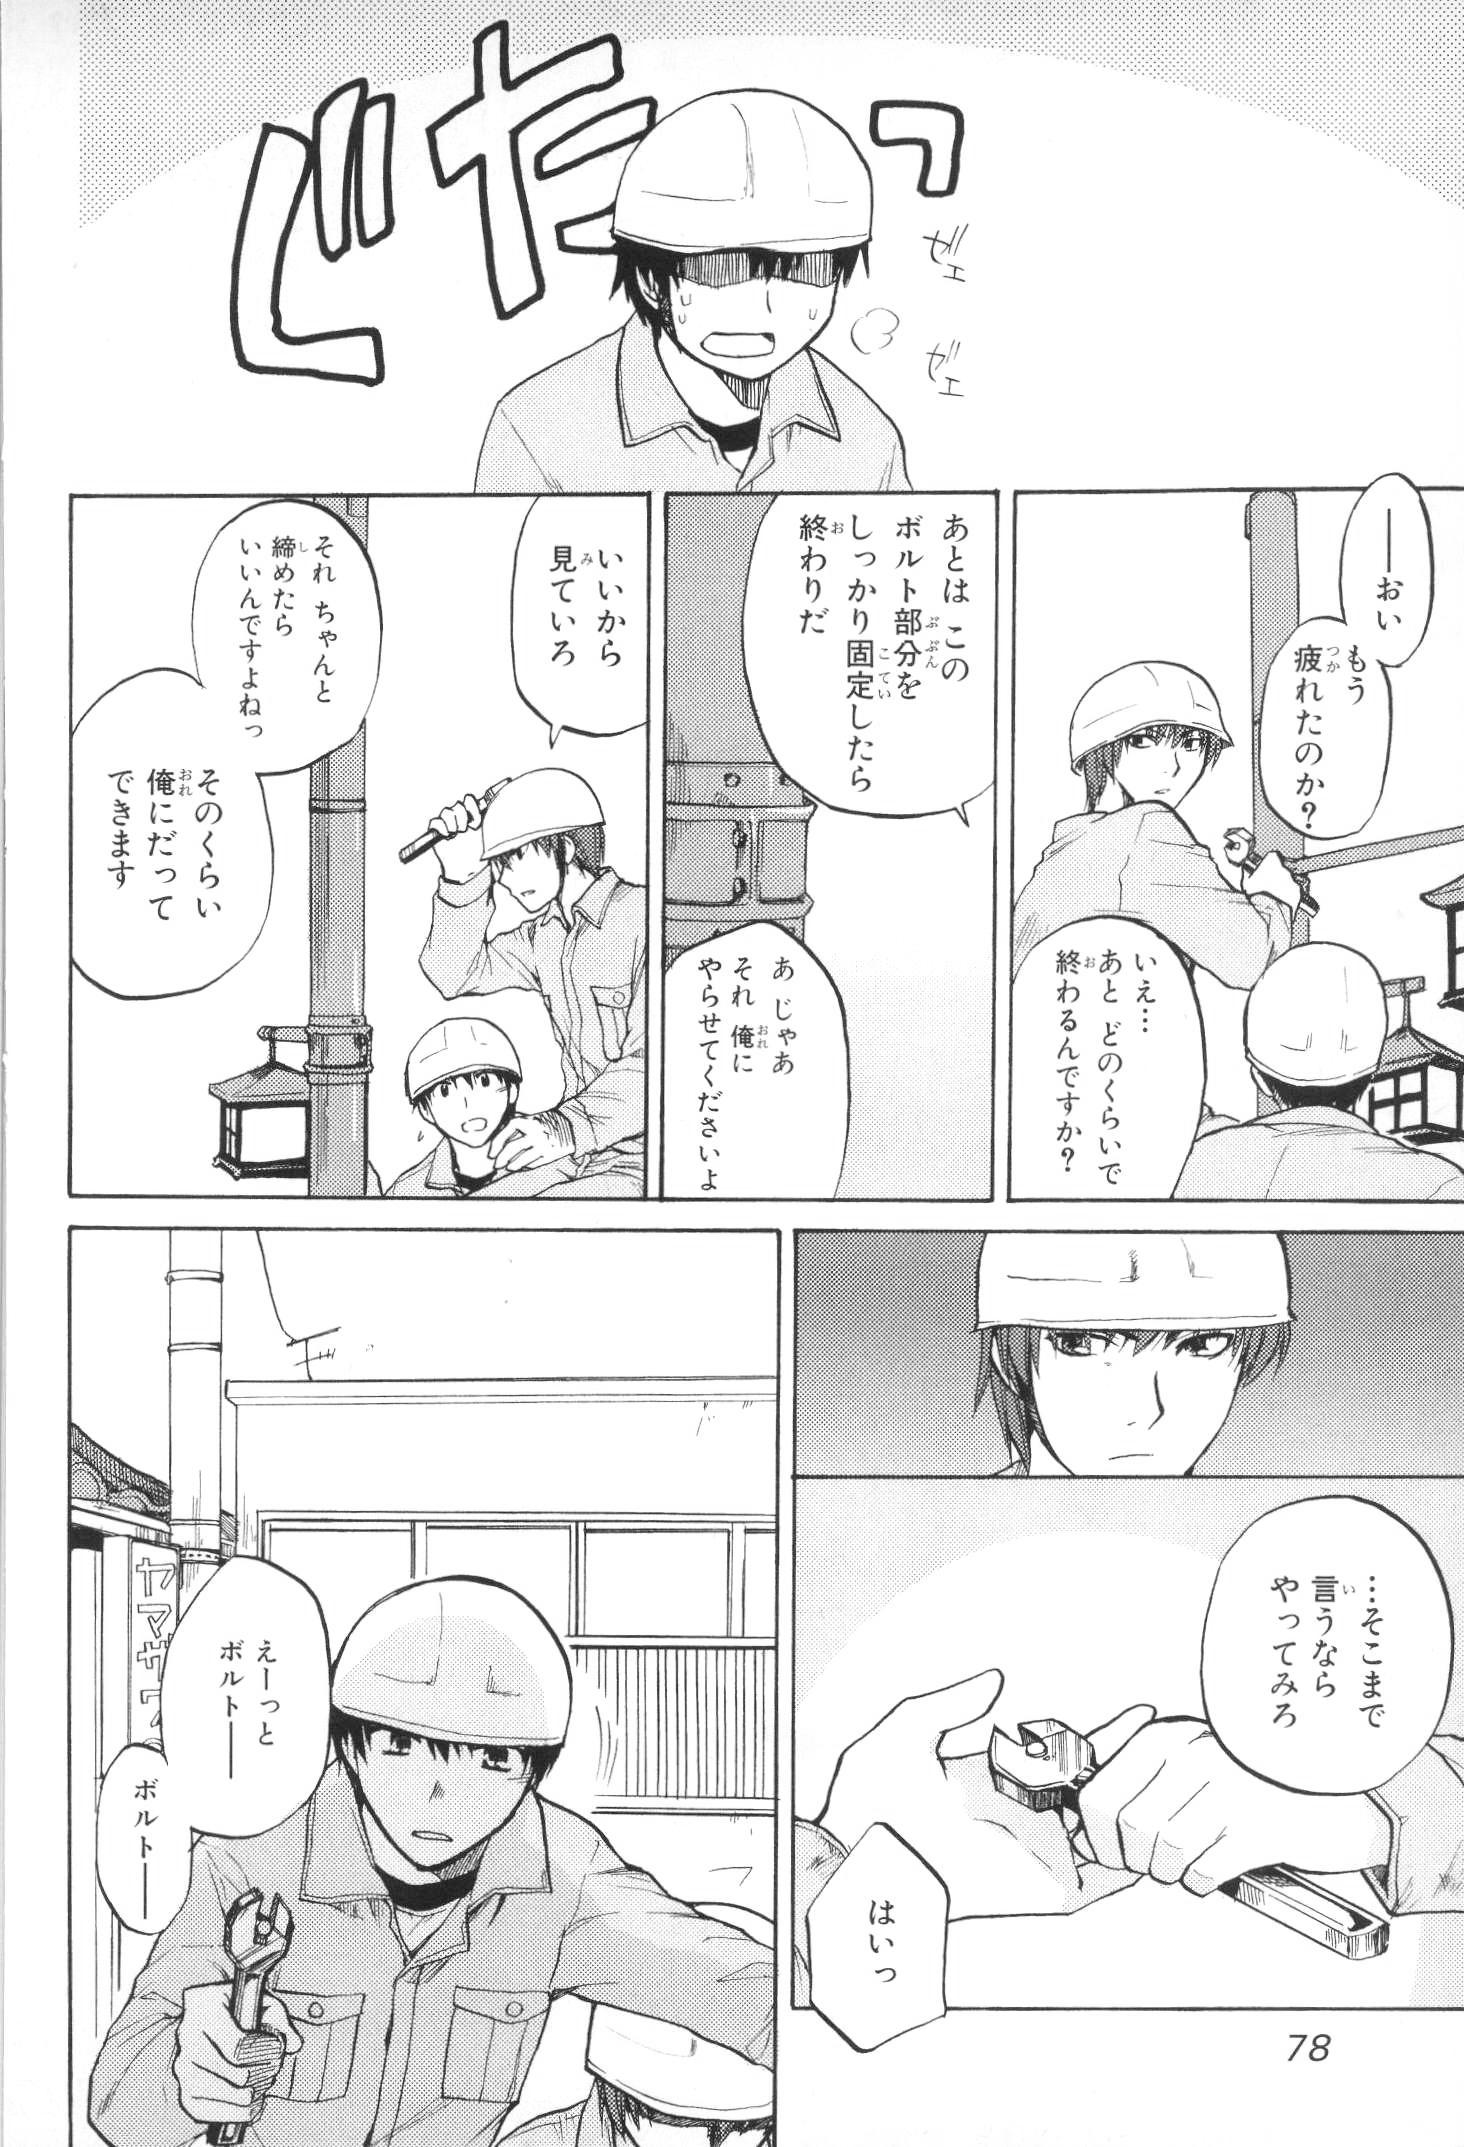 じたっ
ゼェ
ゼェ
──おい
もう
疲れたのか?
いえ…
あと どのくらいで
終わるんですか?
あとは この
ボルト部分を
しっかり固定したら
終わりだ
あ じゃあ
それ 俺に
やらせてくださいよ
いいから
見ていろ
それ ちゃんと
締めたら
いいんですよねっ
そのくらい
俺にだって
できます
…そこまで
言うなら
やってみろ
はいっ
えーっと
ボルト──
ボルト──
ヤマザ
78